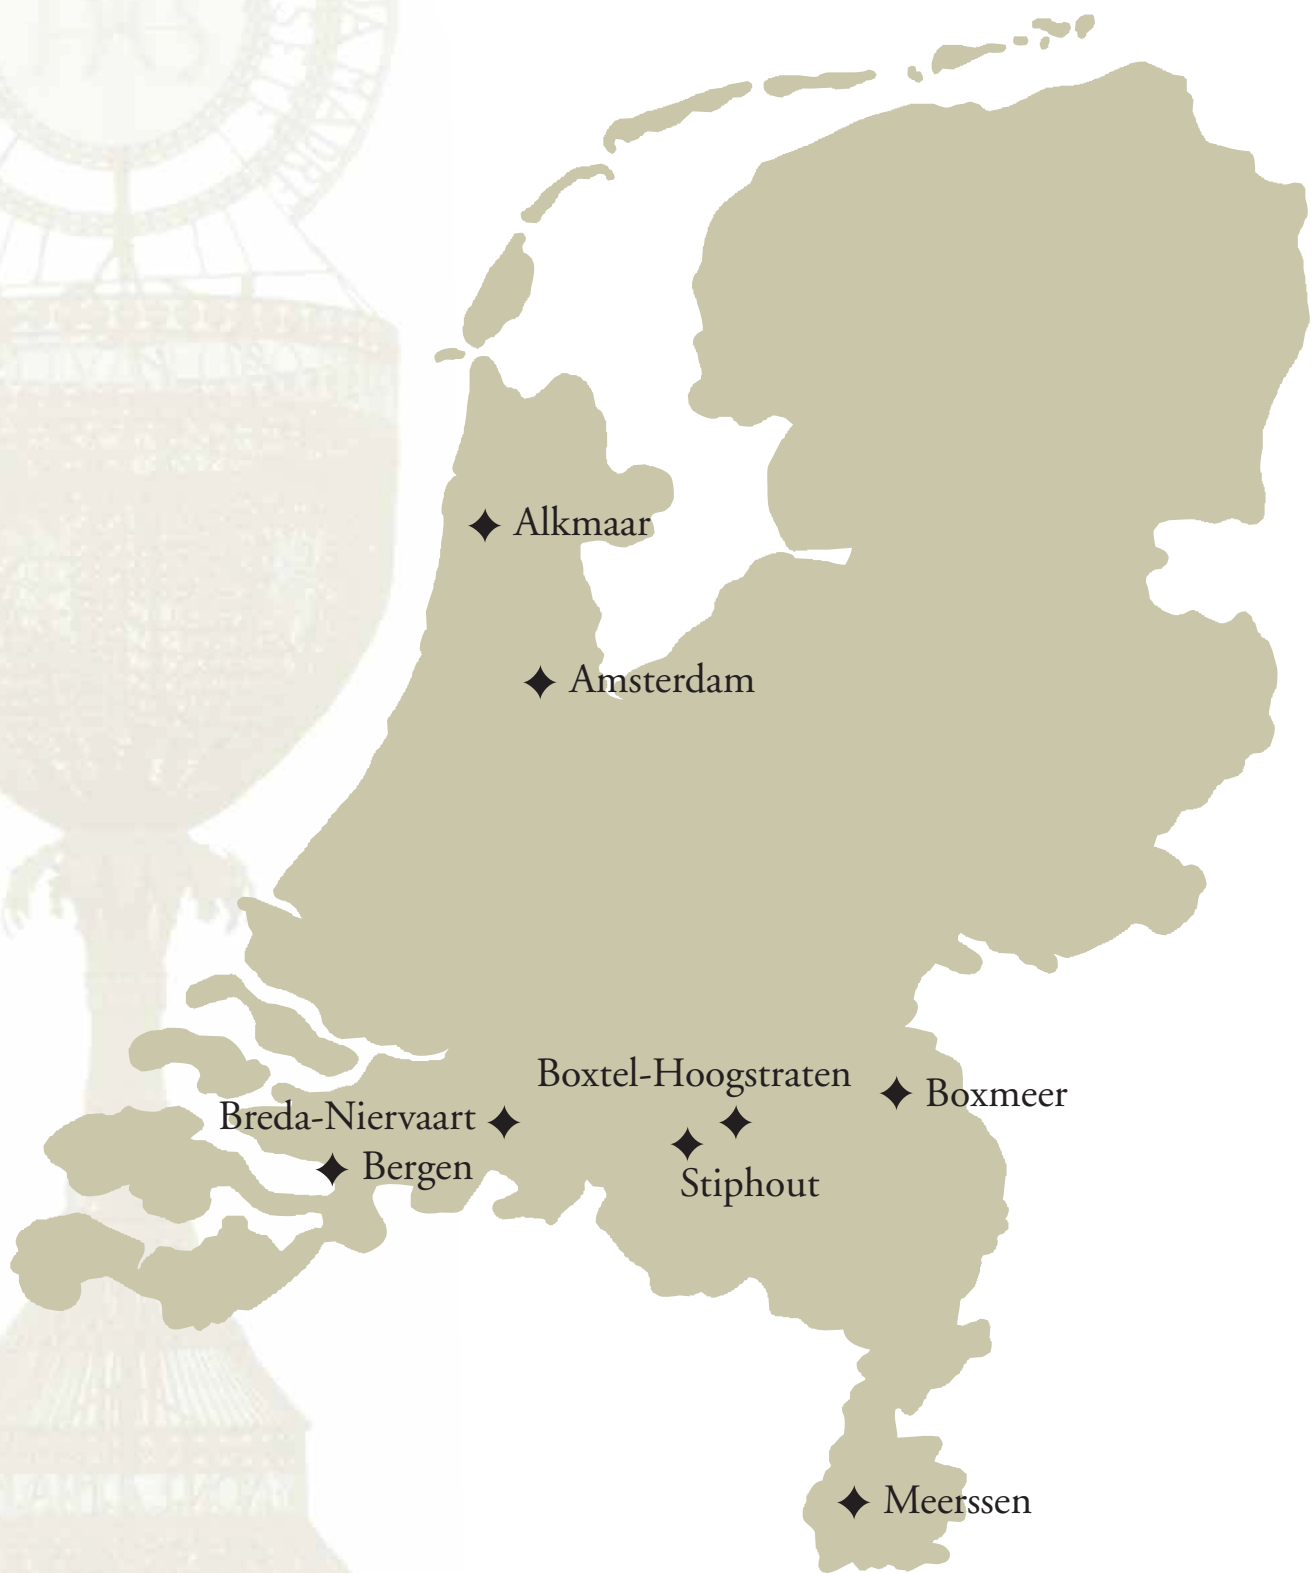 Alkmaar
Amsterdam
Boxtel-Hoogstraten
Boxmeer
Breda-Niervaart
Bergen
Stiphout
Meerssen